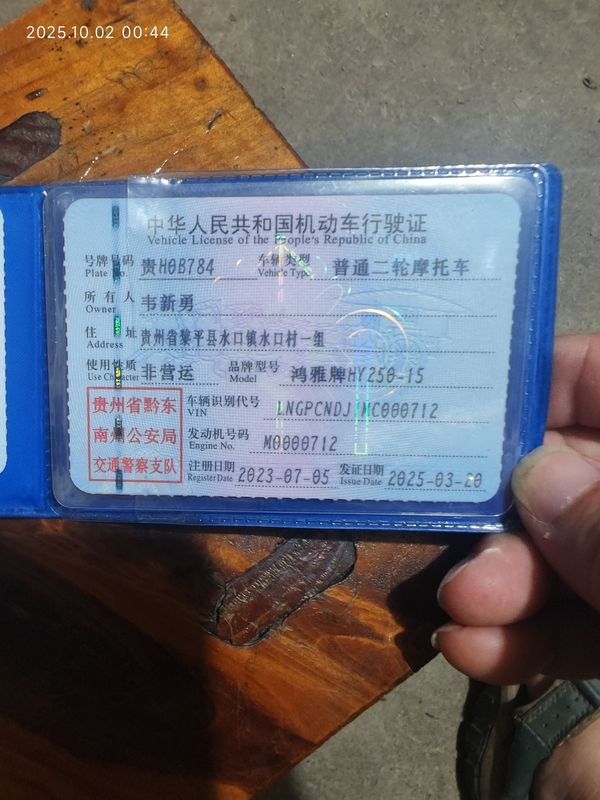 2025.10.02 00:44
中华人民共和国机动车行驶证
Vehicle License of the People's Republic of China
号牌号码 贵H0B784 车辆类型 普通二轮摩托车
Plate No. Vehicle Type
所有人 韦新勇
Owner
住址 贵州省黎平县水口镇水口村一组
Address
使用性质 非营运 品牌型号 鸿雅牌HY250-15
Use Character Model
贵州省黔东 车辆识别代号 LNGPCNDJ MC000712
VIN
南州公安局 发动机号码 M0000712
Engine No.
交通警察支队 注册日期 2023-07-05 发证日期 2025-03-20
Register Date Issue Date